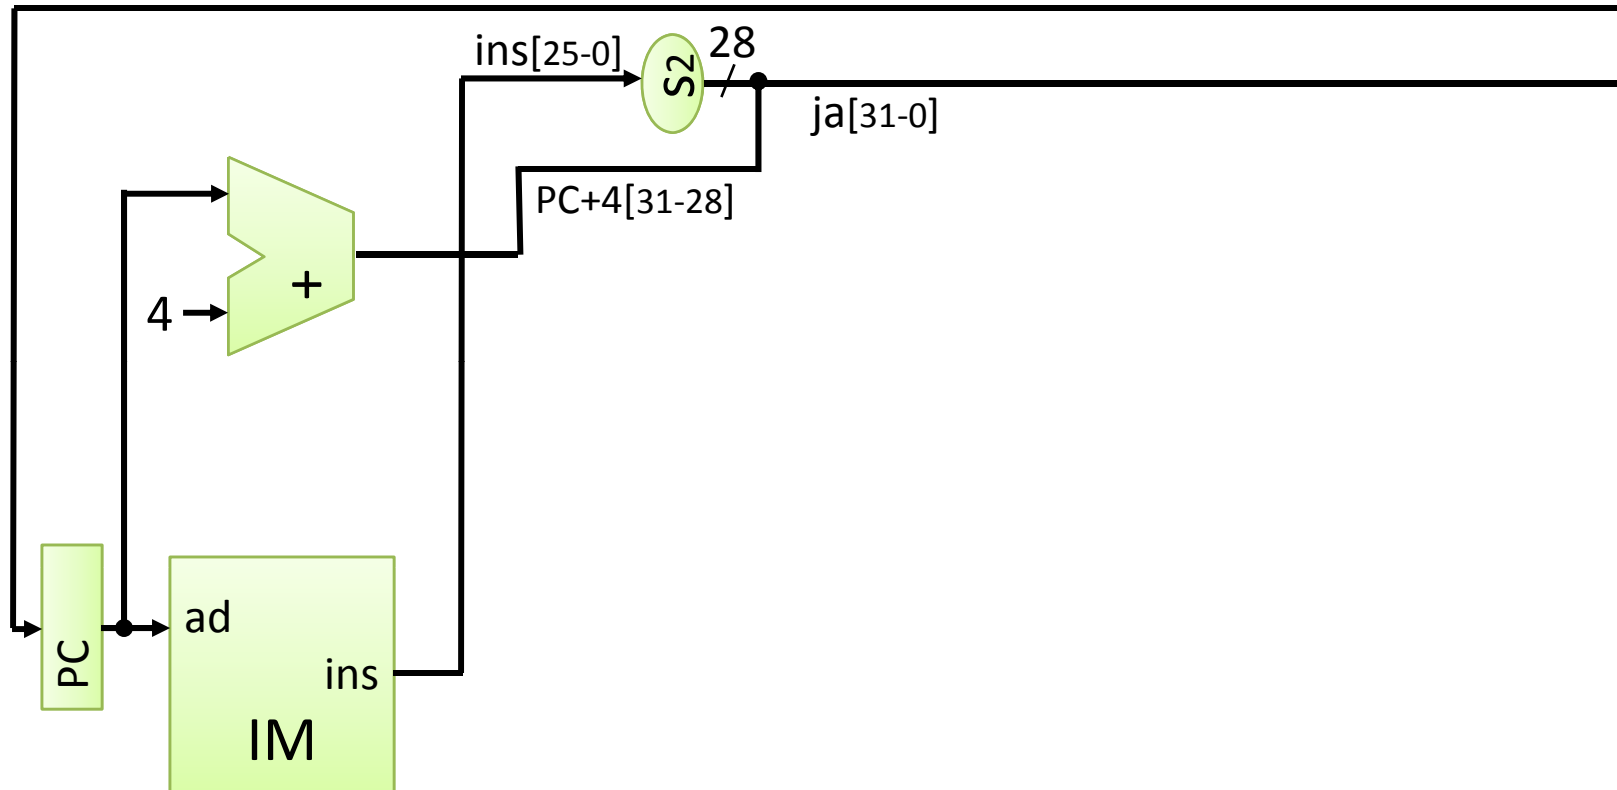 ins[25-0]
s2
28
ja[31-0]
PC+4[31-28]
+
4
PC
ad
ins
IM